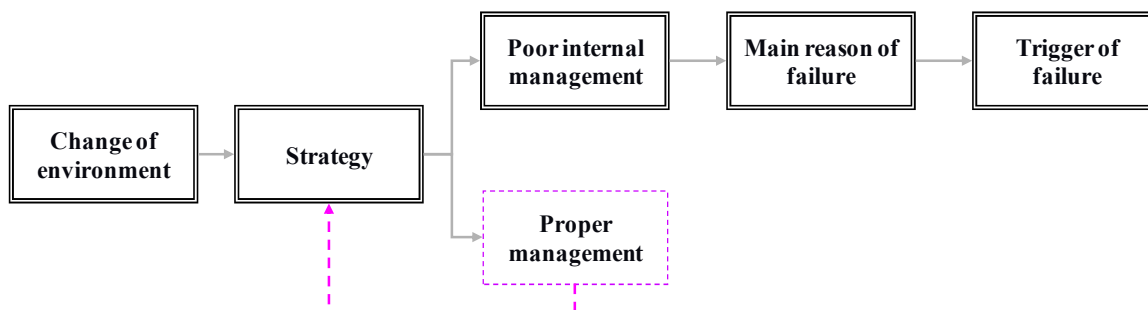 Poor internal
management
Main reason of
failure
Trigger of
failure
Change of
environment
Strategy
Proper
management